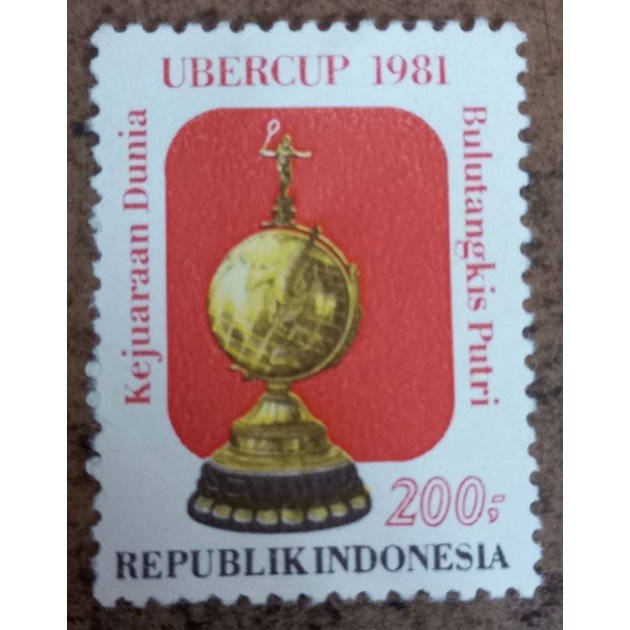 UBERCUP 1981
Kejuaraan Dunia
Bulutangkis Putri
200,-
REPUBLIK INDONESIA